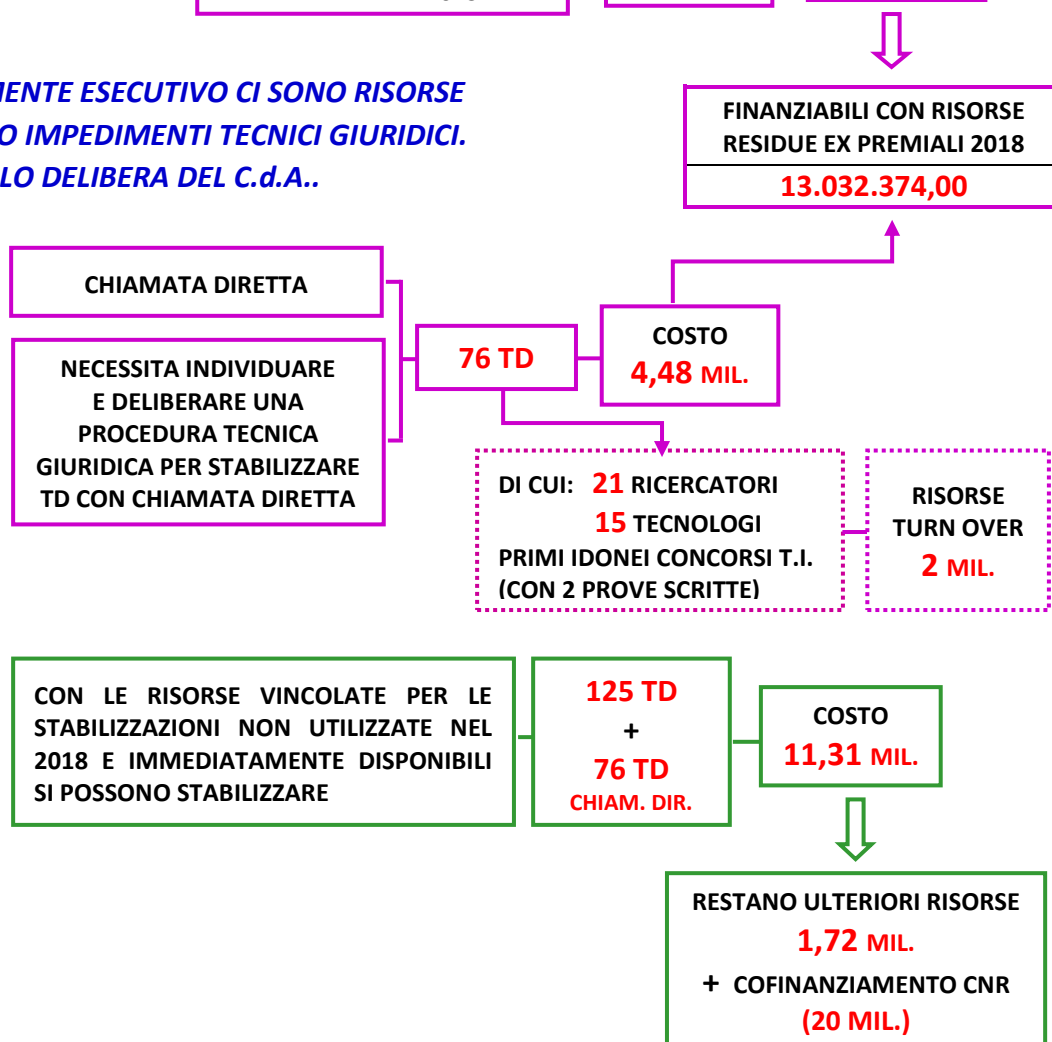 MENTE ESECUTIVO CI SONO RISORSE
O IMPEDIMENTI TECNICI GIURIDICI.
LO DELIBERA DEL C.d.A..
FINANZIABILI CON RISORSE
RESIDUE EX PREMIALI 2018
13.032.374,00
CHIAMATA DIRETTA
NECESSITA INDIVIDUARE
E DELIBERARE UNA
PROCEDURA TECNICA
GIURIDICA PER STABILIZZARE
TD CON CHIAMATA DIRETTA
76 TD
COSTO
4,48 MIL.
DI CUI: 21 RICERCATORI
15 TECNOLOGI
PRIMI IDONEI CONCORSI T.I.
(CON 2 PROVE SCRITTE)
RISORSE
TURN OVER
2 MIL.
CON LE RISORSE VINCOLATE PER LE
STABILIZZAZIONI NON UTILIZZATE NEL
2018 E IMMEDIATAMENTE DISPONIBILI
SI POSSONO STABILIZZARE
125 TD
+
76 TD
CHIAM. DIR.
COSTO
11,31 MIL.
RESTANO ULTERIORI RISORSE
1,72 MIL.
+ COFINANZIAMENTO CNR
(20 MIL.)